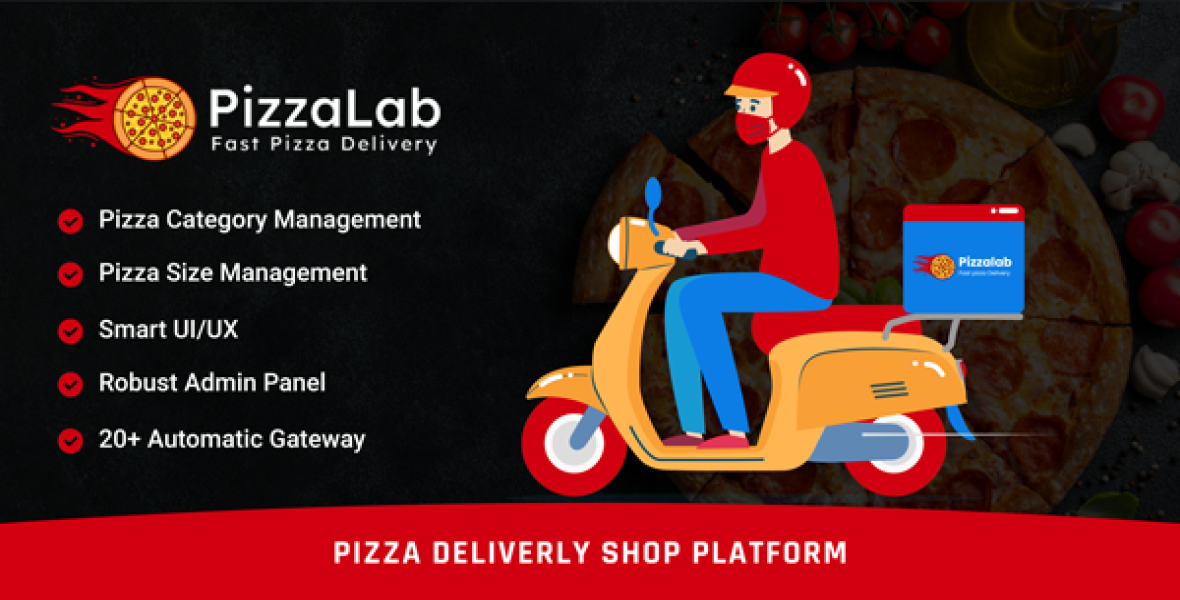 PizzaLab
Fast Pizza Delivery
Pizza Category Management
Pizza Size Management
Smart UI/UX
Robust Admin Panel
20+ Automatic Gateway
Pizzalab
Fast pizza Delivery
PIZZA DELIVERLY SHOP PLATFORM